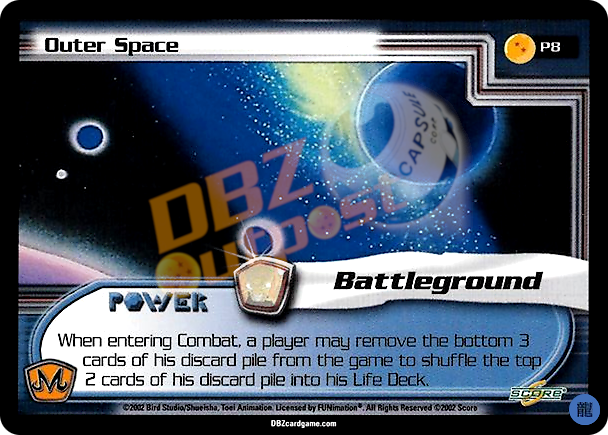 Outer Space
P8
CAPSULE
CORP
DBZ
OUTPOST
Battleground
POWER
When entering Combat, a player may remove the bottom 3
cards of his discard pile from the game to shuffle the top
2 cards of his discard pile into his Life Deck.
M
SCORE
龍
©2002 Bird Studio/Shueisha, Toei Animation. Licensed by FUNimation®. All Rights Reserved ©2002 Score
DBZcardgame.com